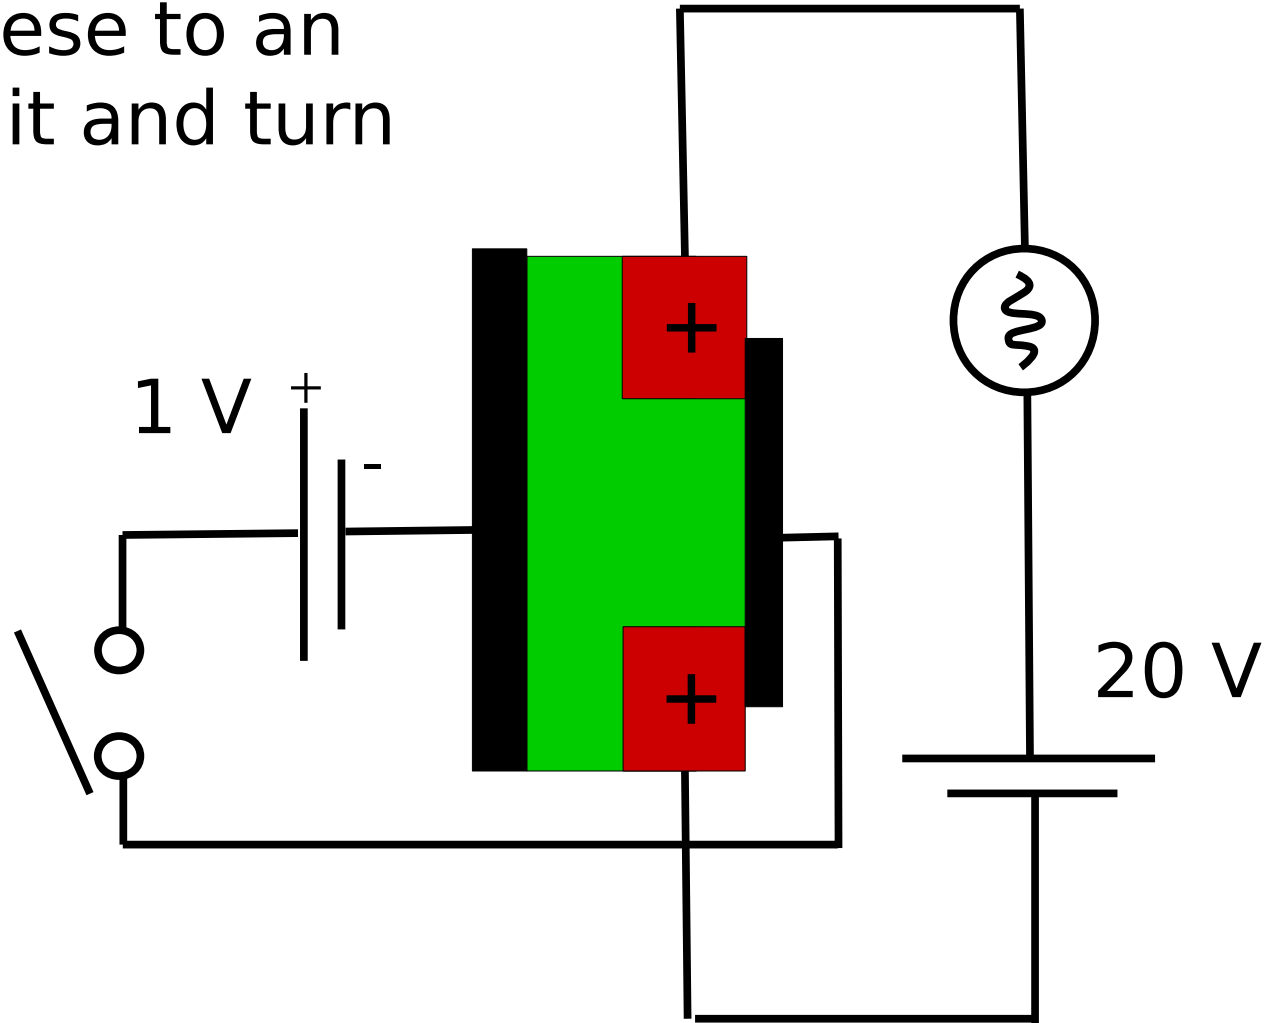 ese to an
it and turn
1 V
+
-
+
+
20 V